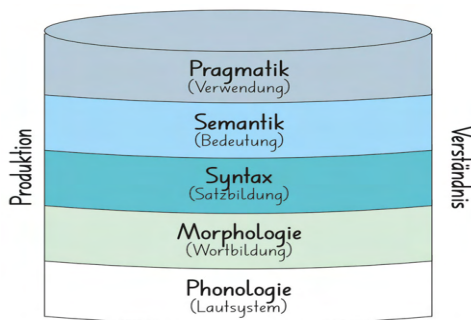 Pragmatik
(Verwendung)
Semantik
(Bedeutung)
Syntax
(Satzbildung)
Morphologie
(Wortbildung)
Phonologie
(Lautsystem)
Produktion
Verständnis